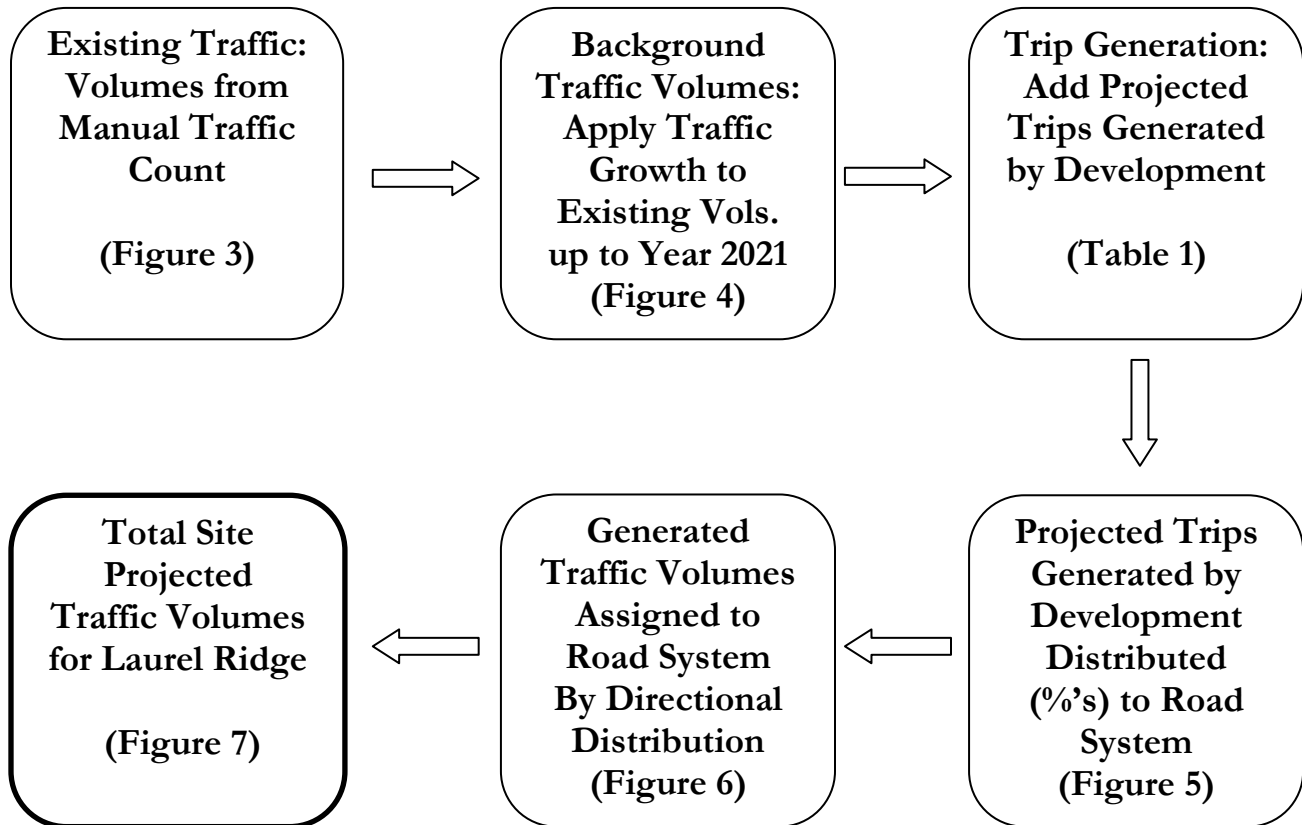 Existing Traffic:
Volumes from
Manual Traffic
Count
(Figure 3)
Background
Traffic Volumes:
Apply Traffic
Growth to
Existing Vols.
up to Year 2021
(Figure 4)
Trip Generation:
Add Projected
Trips Generated
by Development
(Table 1)
Projected Trips
Generated by
Development
Distributed
(%'s) to Road
System
(Figure 5)
Generated
Traffic Volumes
Assigned to
Road System
By Directional
Distribution
(Figure 6)
Total Site
Projected
Traffic Volumes
for Laurel Ridge
(Figure 7)